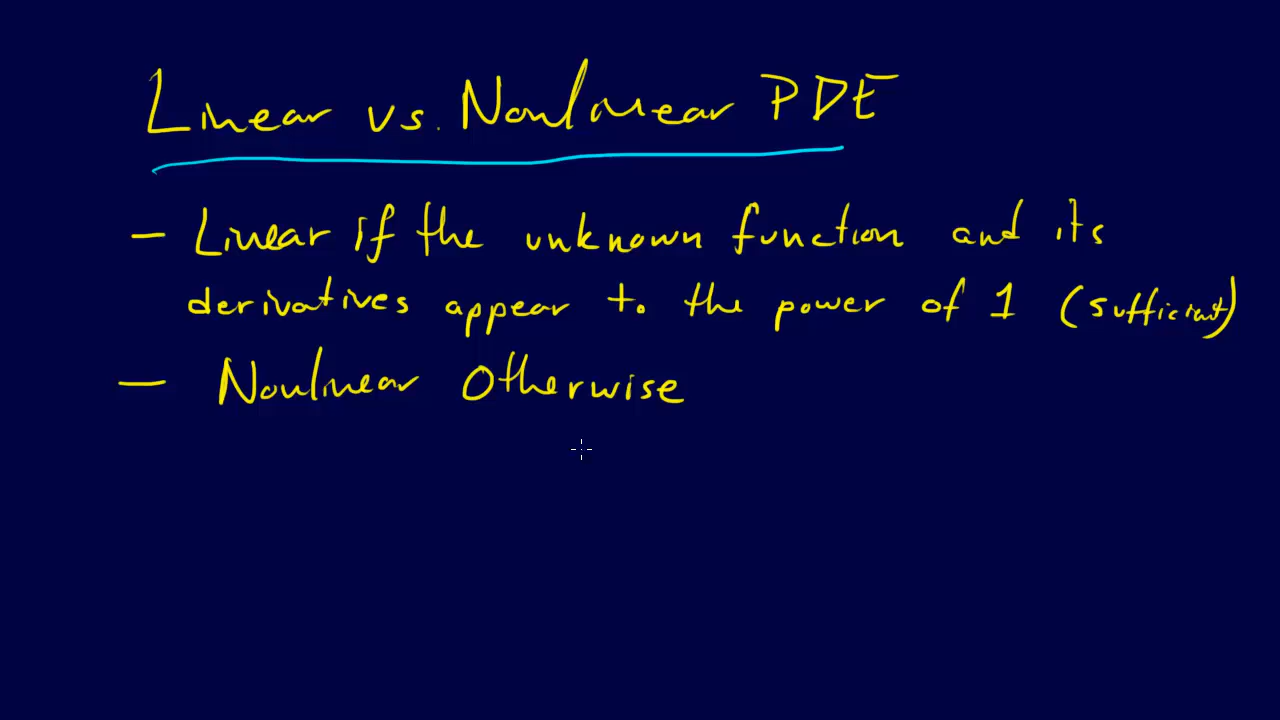 Linear vs. Nonlinear PDE
- Linear if the unknown function and its
derivatives appear to the power of 1 (sufficient)
- Nonlinear Otherwise